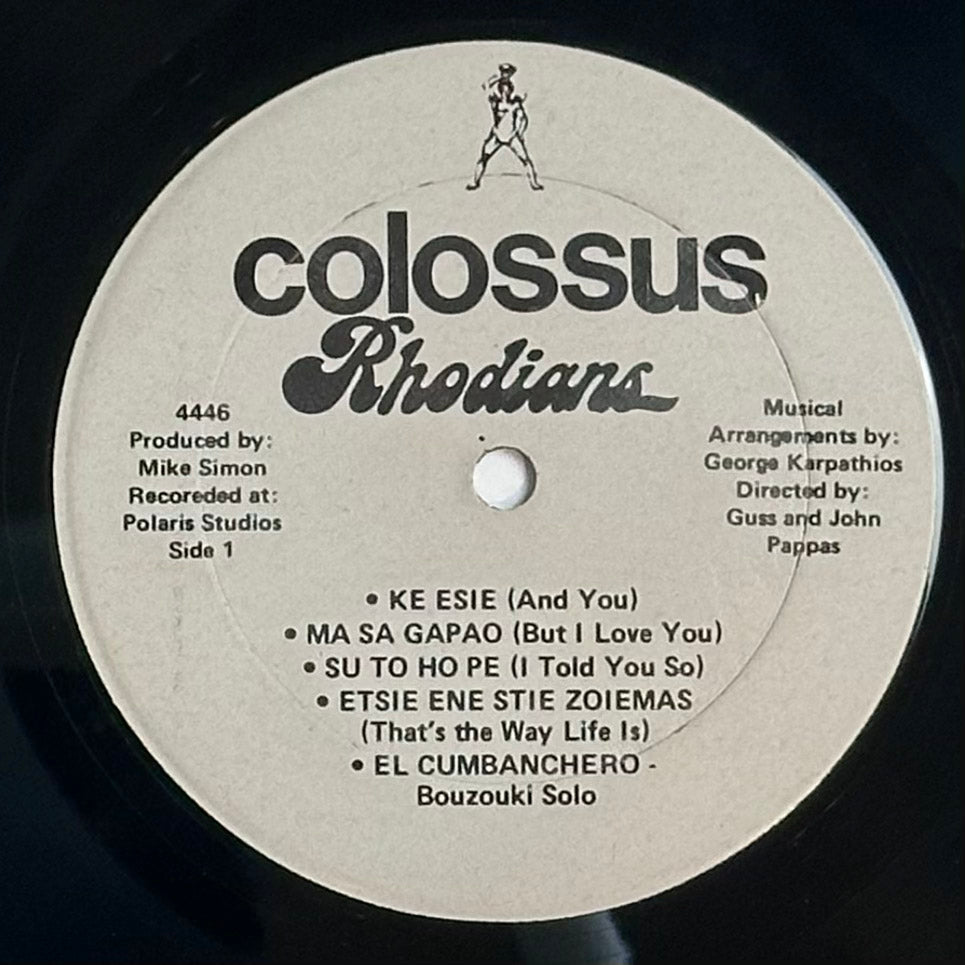 colossus
Rhodians
4446
Produced by:
Mike Simon
Recoreded at:
Polaris Studios
Side 1
Musical
Arrangements by:
George Karpathios
Directed by:
Guss and John
Pappas
• KE ESIE (And You)
• MA SA GAPAO (But I Love You)
• SU TO HO PE (I Told You So)
• ETSIE ENE STIE ZOIEMAS
(That's the Way Life Is)
• EL CUMBANCHERO -
Bouzouki Solo